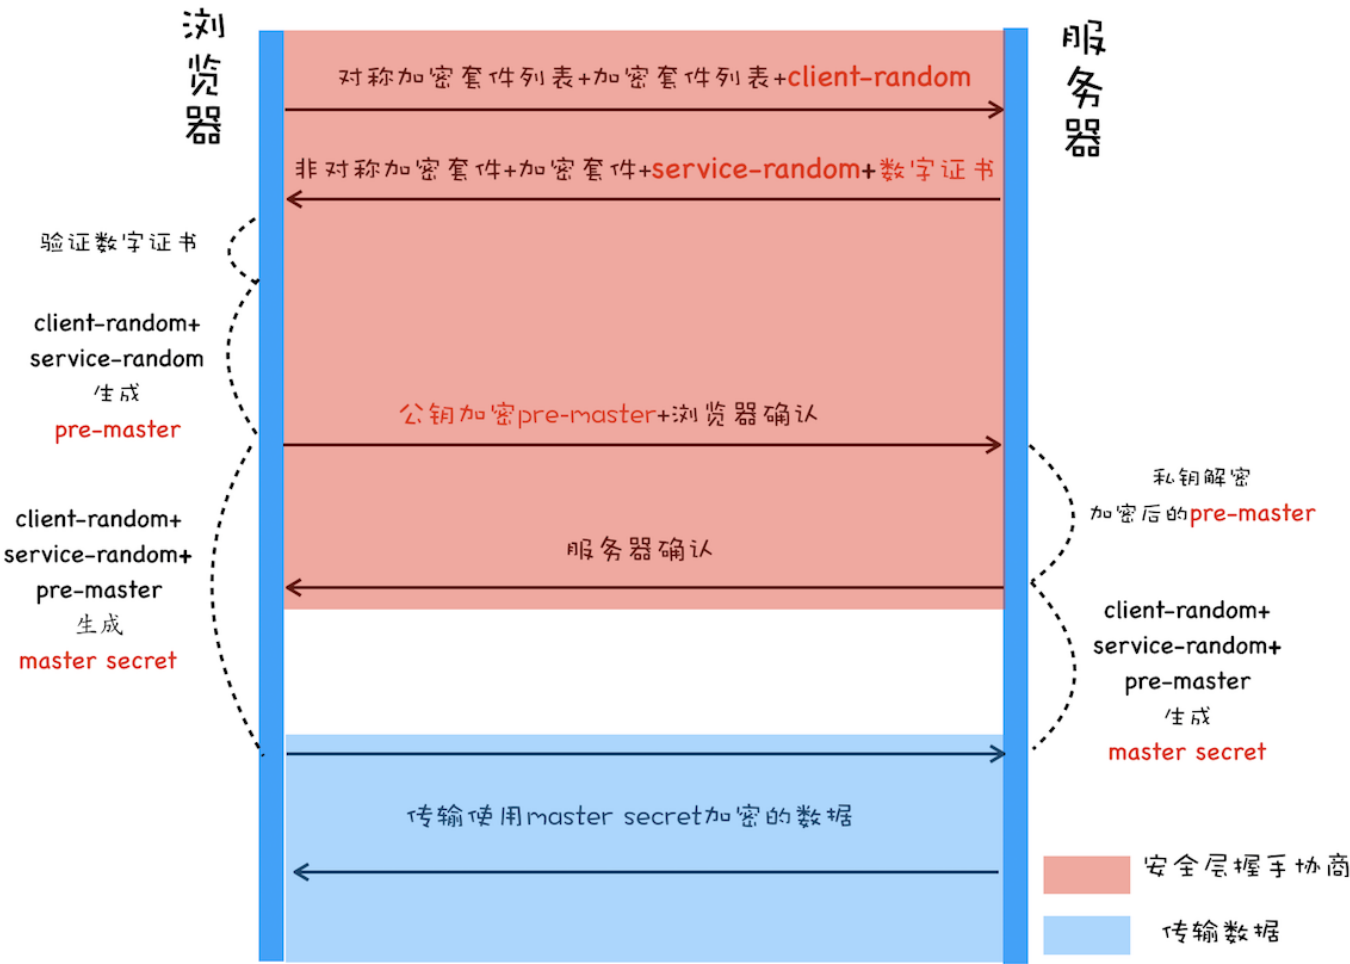 浏览器
服务器
对称加密套件列表+加密套件列表+client-random
非对称加密套件+加密套件+service-random+数字证书
验证数字证书
client-random+
service-random
生成
pre-master
公钥加密pre-master+浏览器确认
私钥解密
加密后的pre-master
client-random+
service-random+
pre-master
生成
master secret
服务器确认
client-random+
service-random+
pre-master
生成
master secret
传输使用master secret加密的数据
安全层握手协商
传输数据